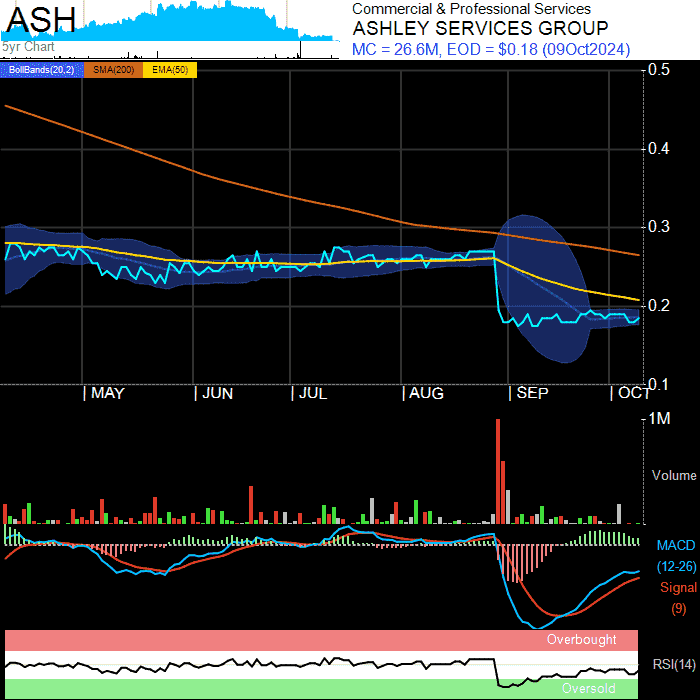 ASH
Commercial & Professional Services
ASHLEY SERVICES GROUP
5yr Chart
MC = 26.6M, EOD = $0.18 (09Oct2024)
BollBands(20,2) SMA(200) EMA(50)
0.5
0.4
0.3
0.2
0.1
MAY JUN JUL AUG SEP OCT
1M
Volume
MACD
(12-26)
Signal
(9)
Overbought
RSI(14)
Oversold